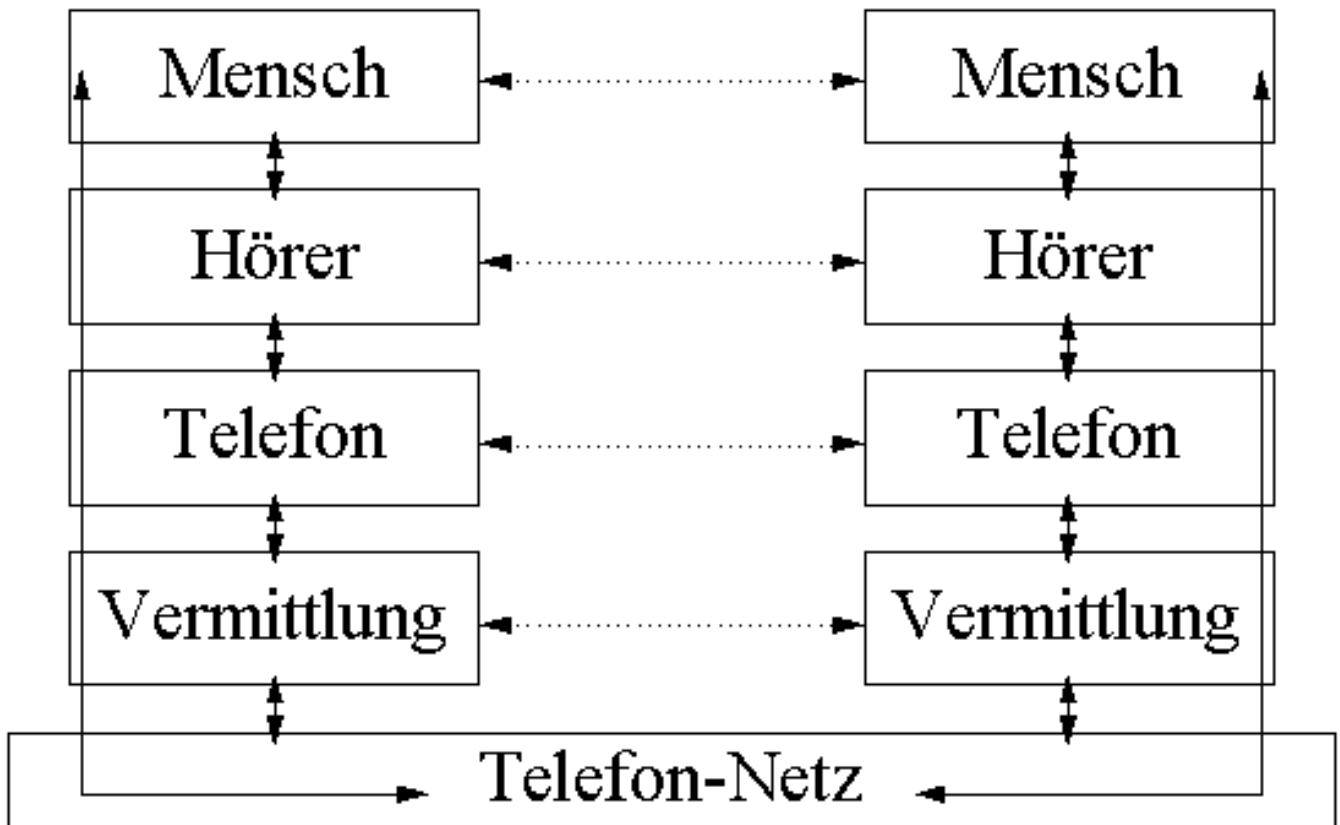 Mensch Mensch
Hörer Hörer
Telefon Telefon
Vermittlung Vermittlung
Telefon-Netz